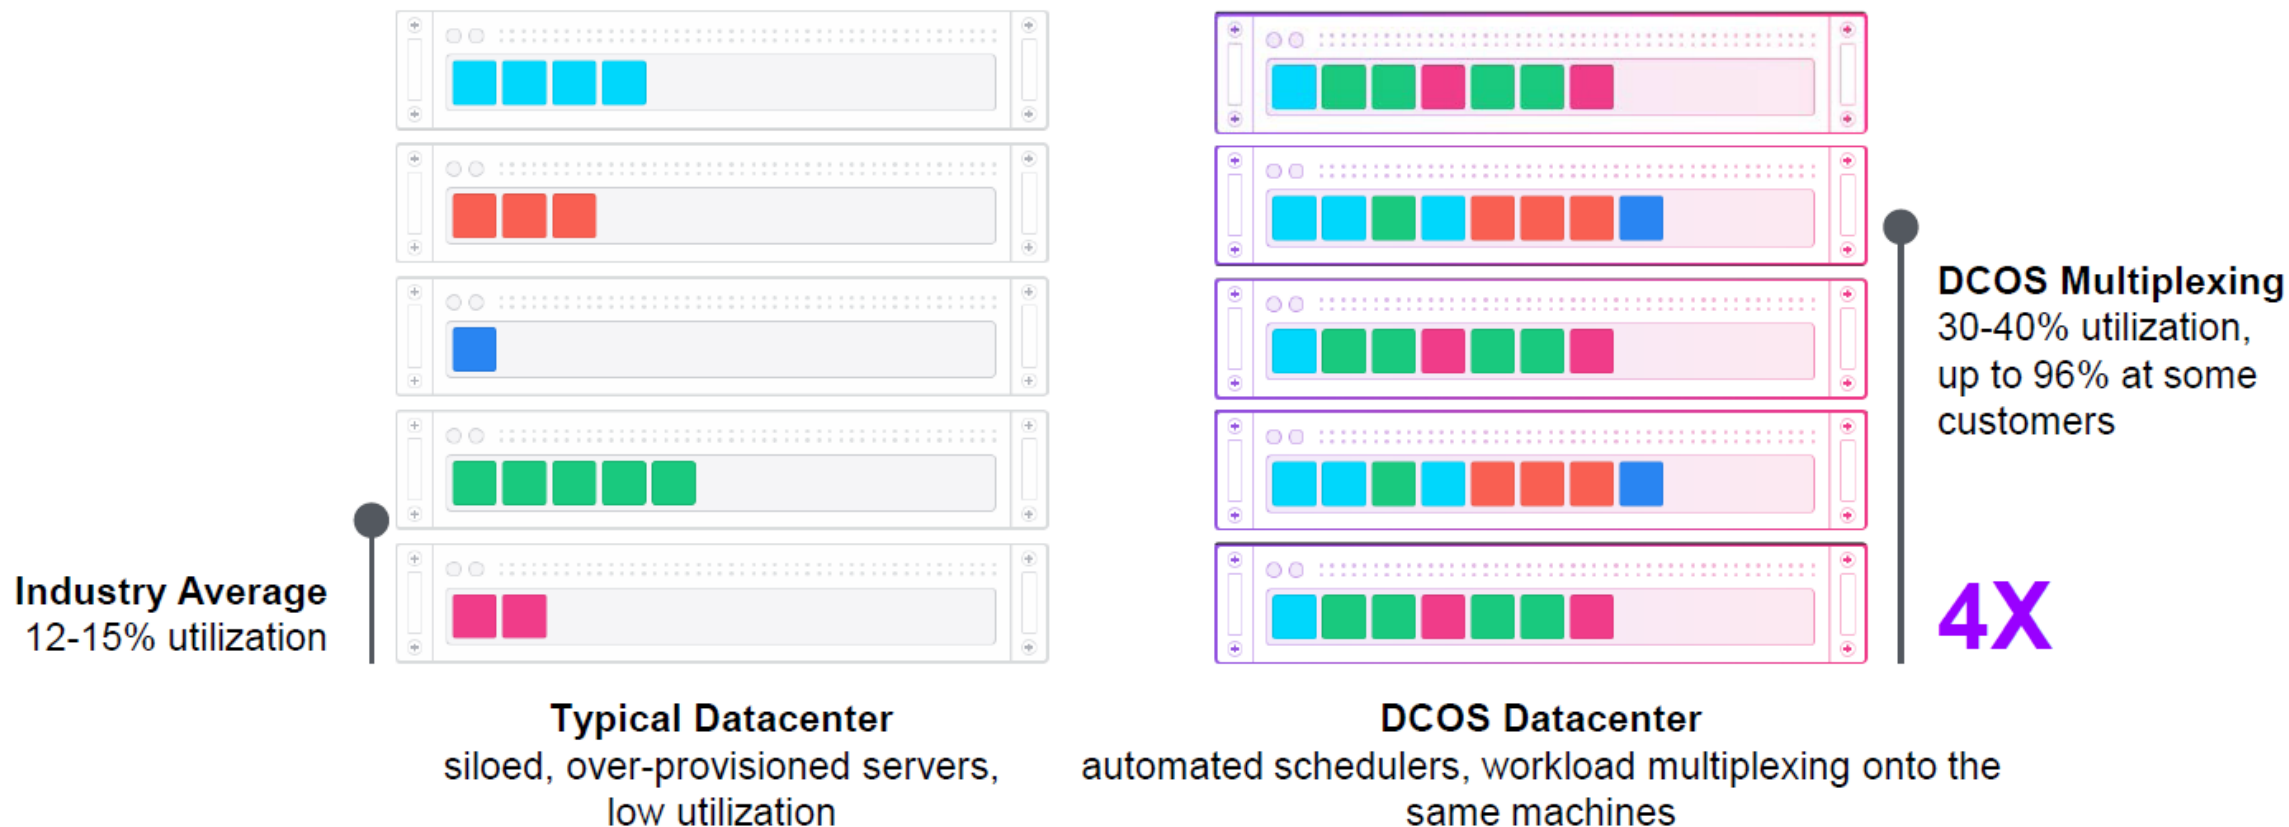 Industry Average
12-15% utilization
Typical Datacenter
siloed, over-provisioned servers,
low utilization
DCOS Multiplexing
30-40% utilization,
up to 96% at some
customers
4X
DCOS Datacenter
automated schedulers, workload multiplexing onto the
same machines